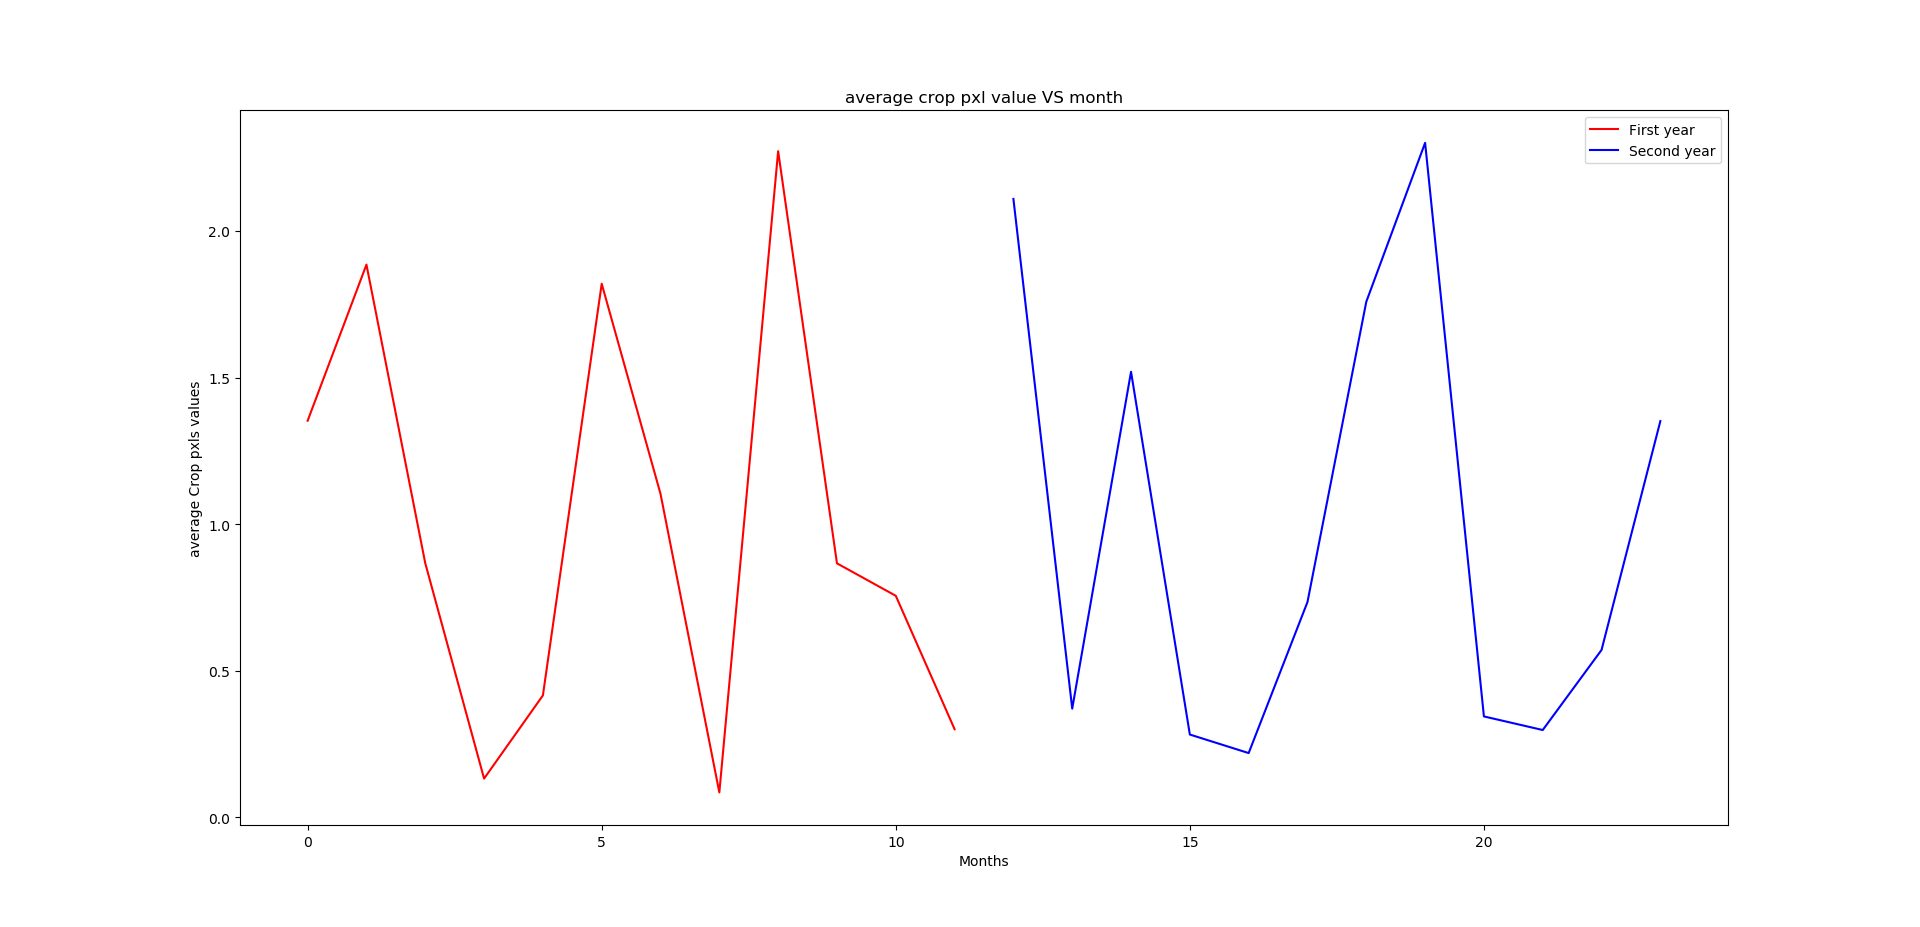 average crop pxl value VS month
First year
Second year
average Crop pxls values
2.0
1.5
1.0
0.5
0.0
0 5 10 15 20
Months